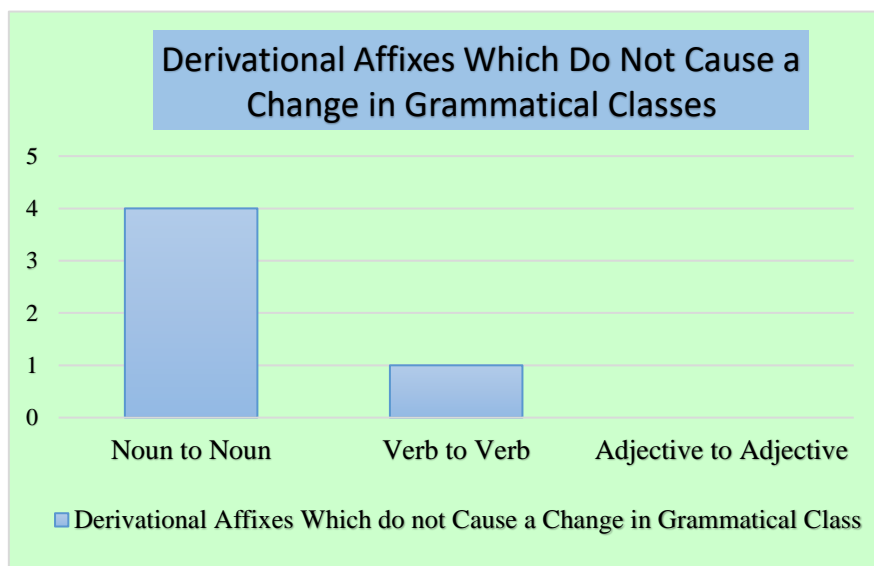 Derivational Affixes Which Do Not Cause a
Change in Grammatical Classes
5
4
3
2
1
0
Noun to Noun Verb to Verb Adjective to Adjective
Derivational Affixes Which do not Cause a Change in Grammatical Class